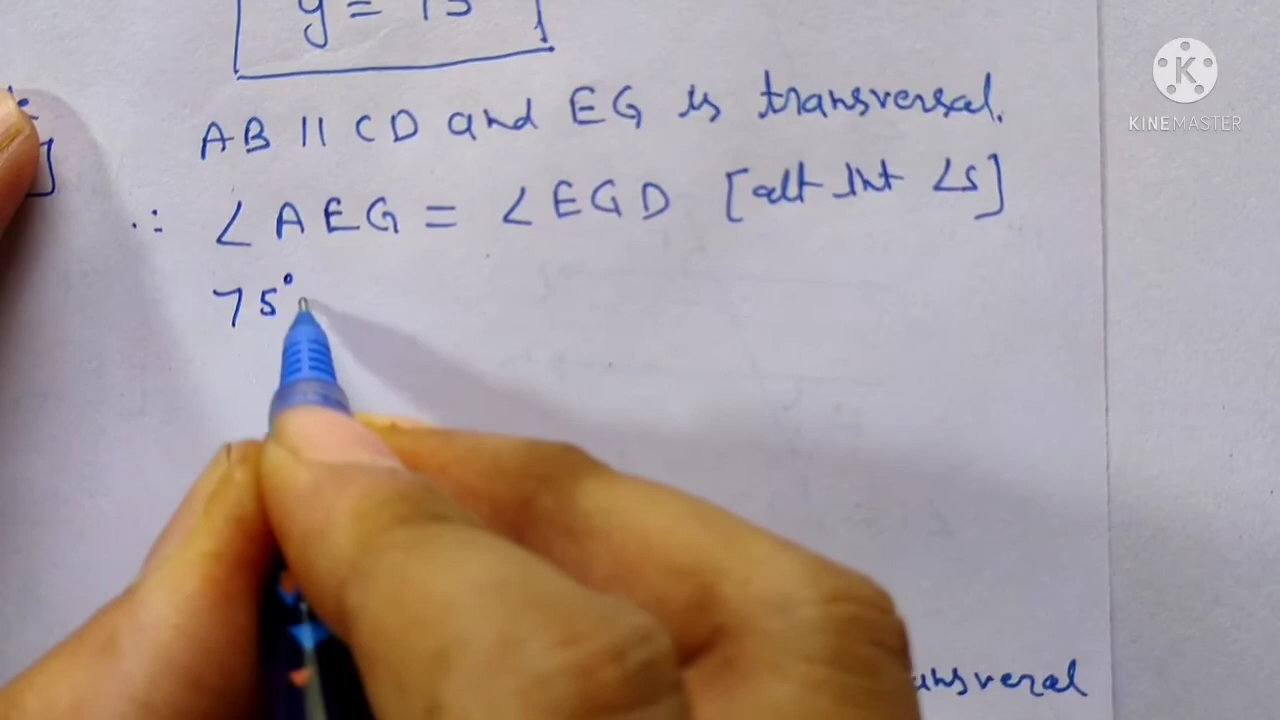 y =
AB || CD and EG is transversal.
∴ ∠AEG = ∠EGD [alt Int ∠s]
75°
KINEMASTER